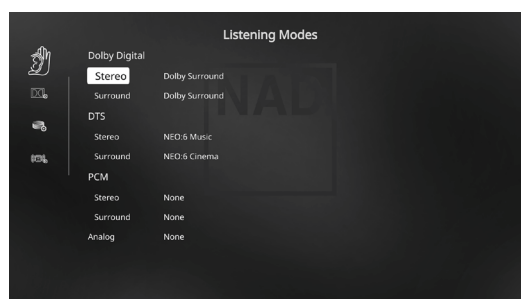 Listening Modes
Dolby Digital
Stereo Dolby Surround
Surround Dolby Surround
DTS
Stereo NEO:6 Music
Surround NEO:6 Cinema
PCM
Stereo None
Surround None
Analog None
NAD